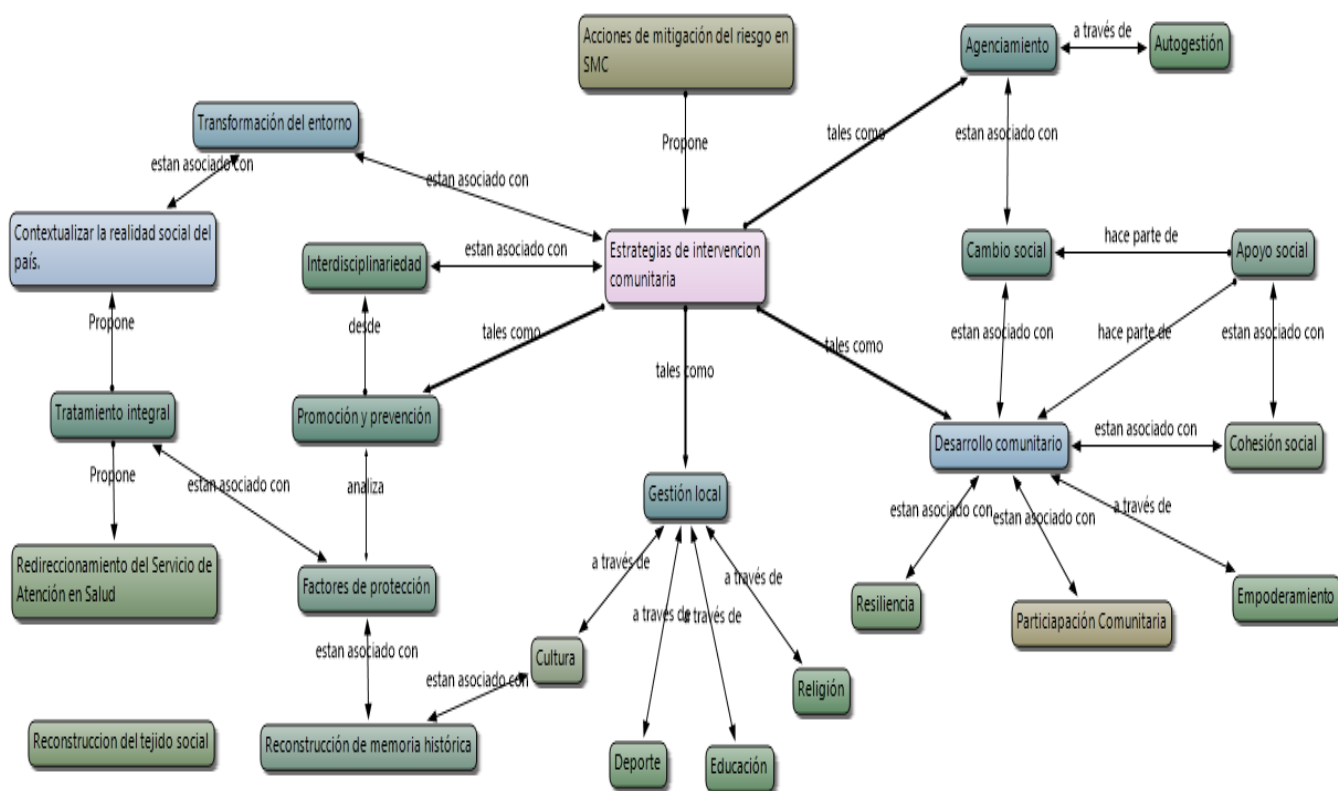 Acciones de mitigación del riesgo en
SMC
Agenciamiento
a través de
Autogestión
Transformación del entorno
estan asociado con
Propone
tales como
estan asociado con
estan asociado con
Contextualizar la realidad social del
país.
Interdisciplinariedad
estan asociado con
Estrategias de intervencion
comunitaria
Cambio social
hace parte de
Apoyo social
Propone
desde
tales como
tales como
tales como
estan asociado con
hace parte de
estan asociado con
Tratamiento integral
Promoción y prevención
Desarrollo comunitario
estan asociado con
Cohesión social
Propone
estan asociado con
analiza
Gestión local
estan asociado con
estan asociado con
a través de
Redireccionamiento del Servicio de
Atención en Salud
Factores de protección
a través de
a través de
a través de
a través de
Resiliencia
Particiapación Comunitaria
Empoderamiento
estan asociado con
estan asociado con
Cultura
Religión
Reconstruccion del tejido social
Reconstrucción de memoria histórica
Deporte
Educación